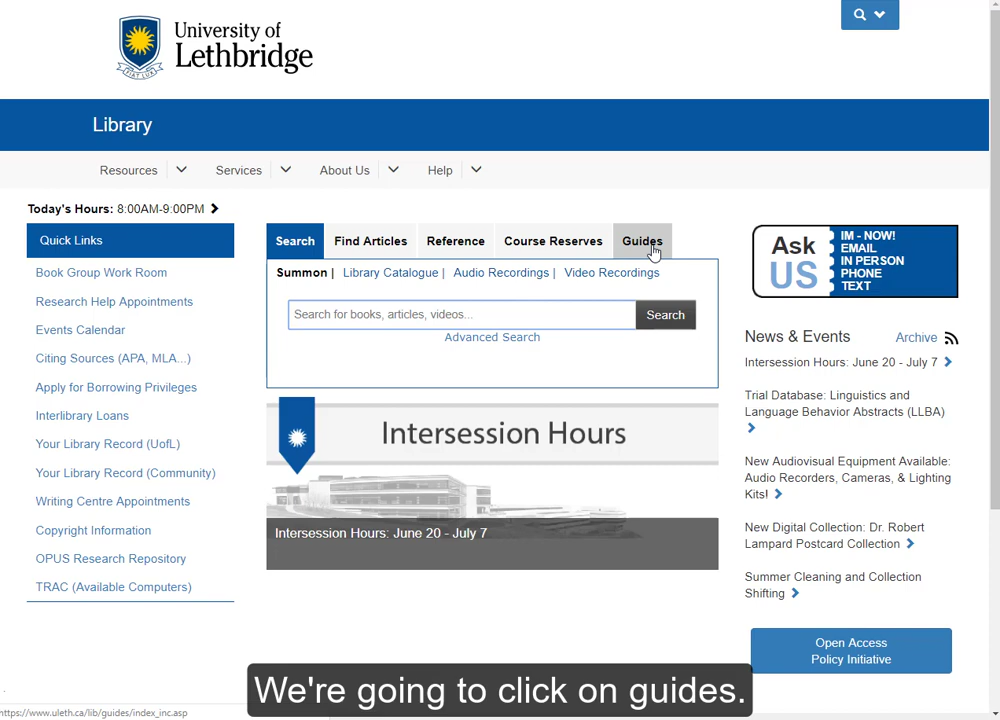 University of
Lethbridge
FIAT LUX
Library
Resources
Services
About Us
Help
Today's Hours: 8:00AM-9:00PM
Quick Links
Book Group Work Room
Research Help Appointments
Events Calendar
Citing Sources (APA, MLA...)
Apply for Borrowing Privileges
Interlibrary Loans
Your Library Record (UofL)
Your Library Record (Community)
Writing Centre Appointments
Copyright Information
OPUS Research Repository
TRAC (Available Computers)
Search
Find Articles
Reference
Course Reserves
Guides
Summon |
Library Catalogue |
Audio Recordings |
Video Recordings
Search for books, articles, videos...
Search
Advanced Search
Intersession Hours
Intersession Hours: June 20 - July 7
Ask
US
IM - NOW!
EMAIL
IN PERSON
PHONE
TEXT
News & Events
Archive
Intersession Hours: June 20 - July 7
Trial Database: Linguistics and
Language Behavior Abstracts (LLBA)
New Audiovisual Equipment Available:
Audio Recorders, Cameras, & Lighting
Kits!
New Digital Collection: Dr. Robert
Lampard Postcard Collection
Summer Cleaning and Collection
Shifting
Open Access
Policy Initiative
We're going to click on guides.
https://www.uleth.ca/lib/guides/index_inc.asp